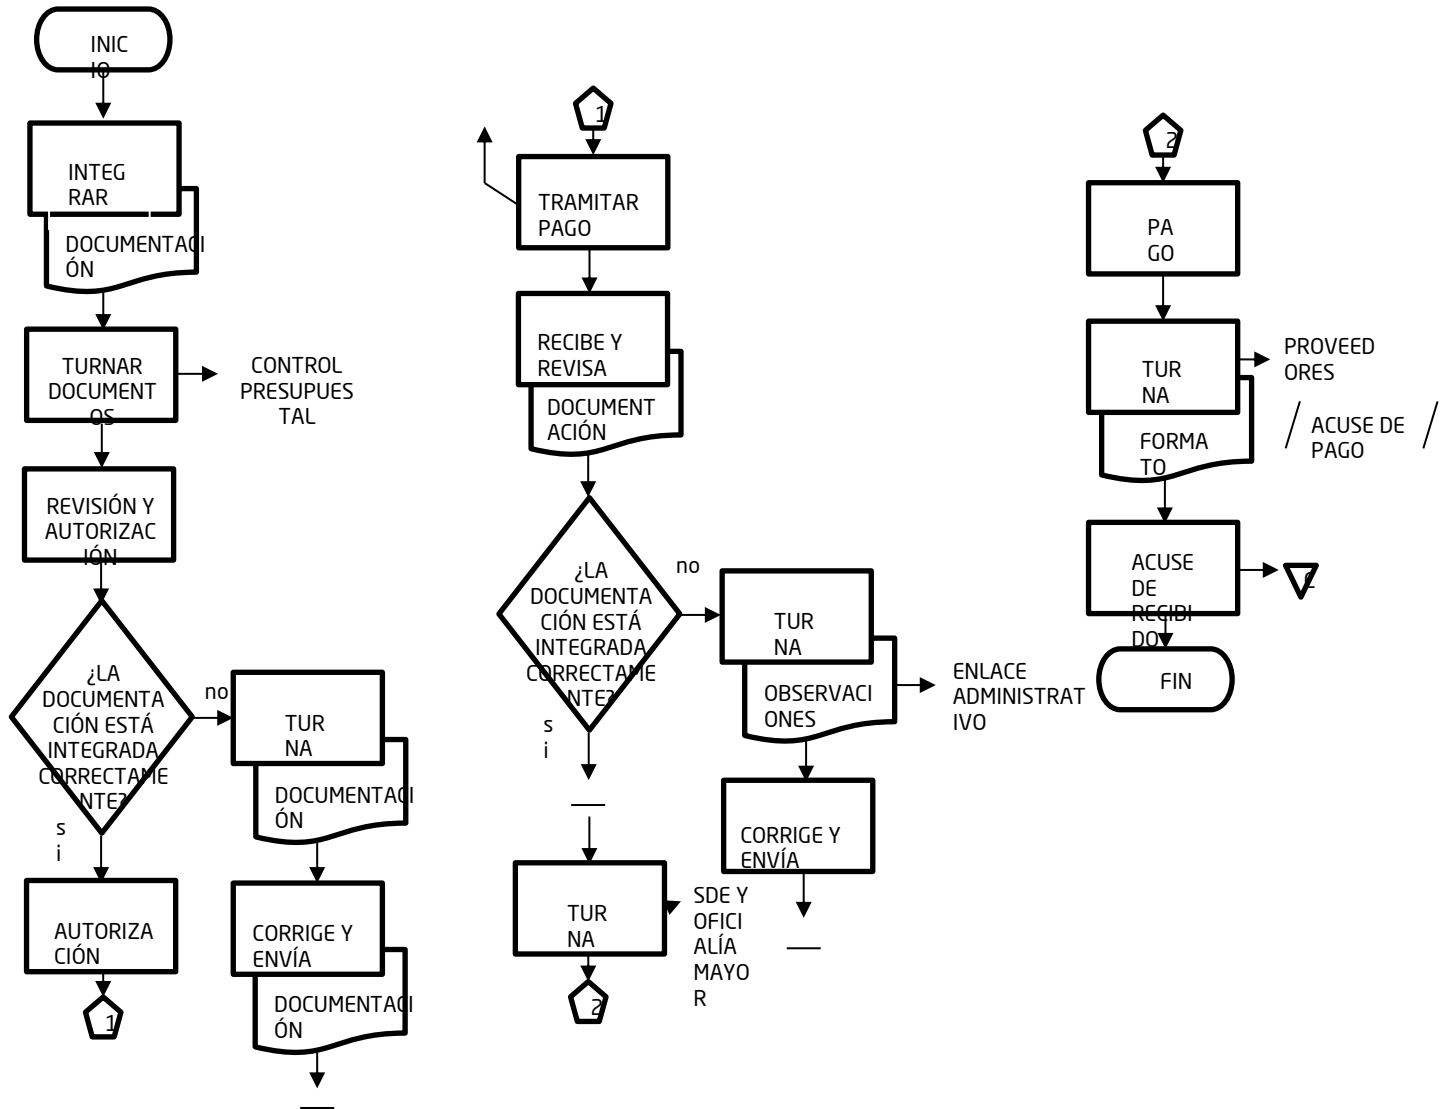 INIC
IO
INTEG
RAR
DOCUMENTACI
ÓN
TURNAR
DOCUMENT
OS
CONTROL
PRESUPUES
TAL
REVISIÓN Y
AUTORIZAC
IÓN
¿LA
DOCUMENTA
CIÓN ESTÁ
INTEGRADA
CORRECTAME
NTE?
no
s
i
TUR
NA
DOCUMENTACI
ÓN
AUTORIZA
CIÓN
1
CORRIGE Y
ENVÍA
DOCUMENTACI
ÓN
1
TRAMITAR
PAGO
RECIBE Y
REVISA
DOCUMENT
ACIÓN
¿LA
DOCUMENTA
CIÓN ESTÁ
INTEGRADA
CORRECTAME
NTE?
no
s
i
TUR
NA
OBSERVACI
ONES
ENLACE
ADMINISTRAT
IVO
CORRIGE Y
ENVÍA
TUR
NA
SDE Y
OFICI
ALÍA
MAYO
R
2
2
PA
GO
TUR
NA
PROVEED
ORES
FORMA
TO
/ ACUSE DE /
PAGO
ACUSE
DE
RECIBI
DO
FIN